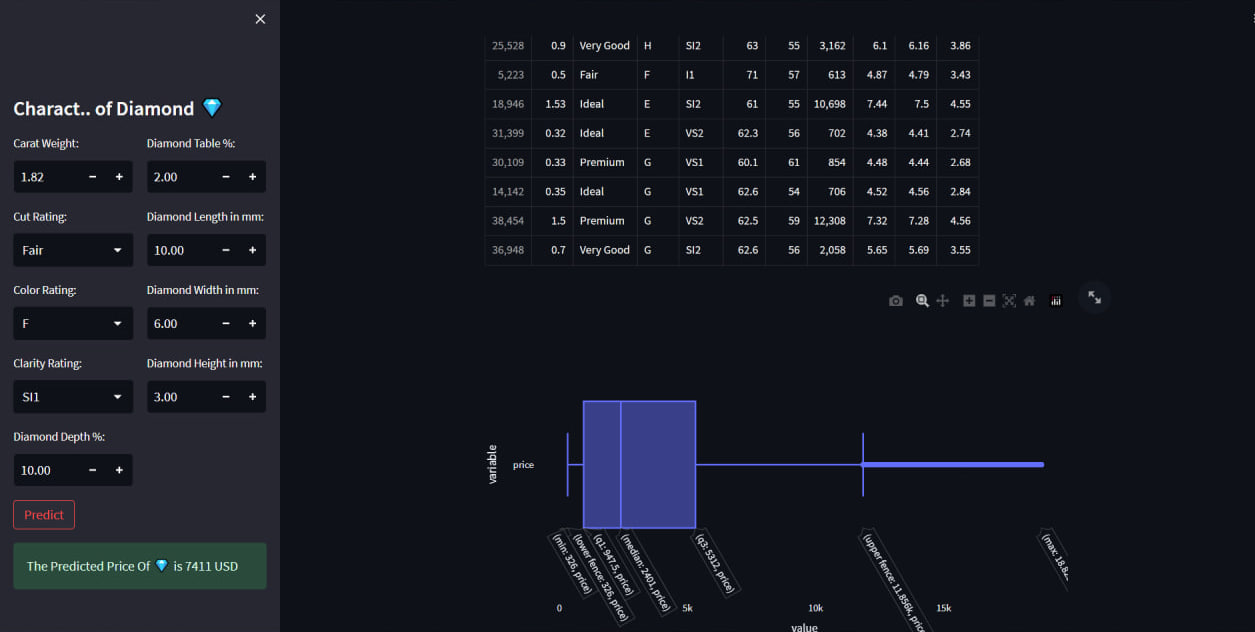 Charact.. of Diamond 💎
Carat Weight:
1.82
Diamond Table %:
2.00
Cut Rating:
Fair
Diamond Length in mm:
10.00
Color Rating:
F
Diamond Width in mm:
6.00
Clarity Rating:
SI1
Diamond Height in mm:
3.00
Diamond Depth %:
10.00
Predict
The Predicted Price Of 💎 is 7411 USD
25,528 0.9 Very Good H SI2 63 55 3,162 6.1 6.16 3.86
5,223 0.5 Fair F I1 71 57 613 4.87 4.79 3.43
18,946 1.53 Ideal E SI2 61 55 10,698 7.44 7.5 4.55
31,399 0.32 Ideal E VS2 62.3 56 702 4.38 4.41 2.74
30,109 0.33 Premium G VS1 60.1 61 854 4.48 4.44 2.68
14,142 0.35 Ideal G VS1 62.6 54 706 4.52 4.56 2.84
38,454 1.5 Premium G VS2 62.5 59 12,308 7.32 7.28 4.56
36,948 0.7 Very Good G SI2 62.6 56 2,058 5.65 5.69 3.55
variable
price
(min: 326, price)
(lower fence: 326, price)
(q1: 947.5, price)
(median: 2401, price)
(q3: 5312, price)
(upper fence: 11.856k, price
(max: 18.82
0 5k 10k 15k
value